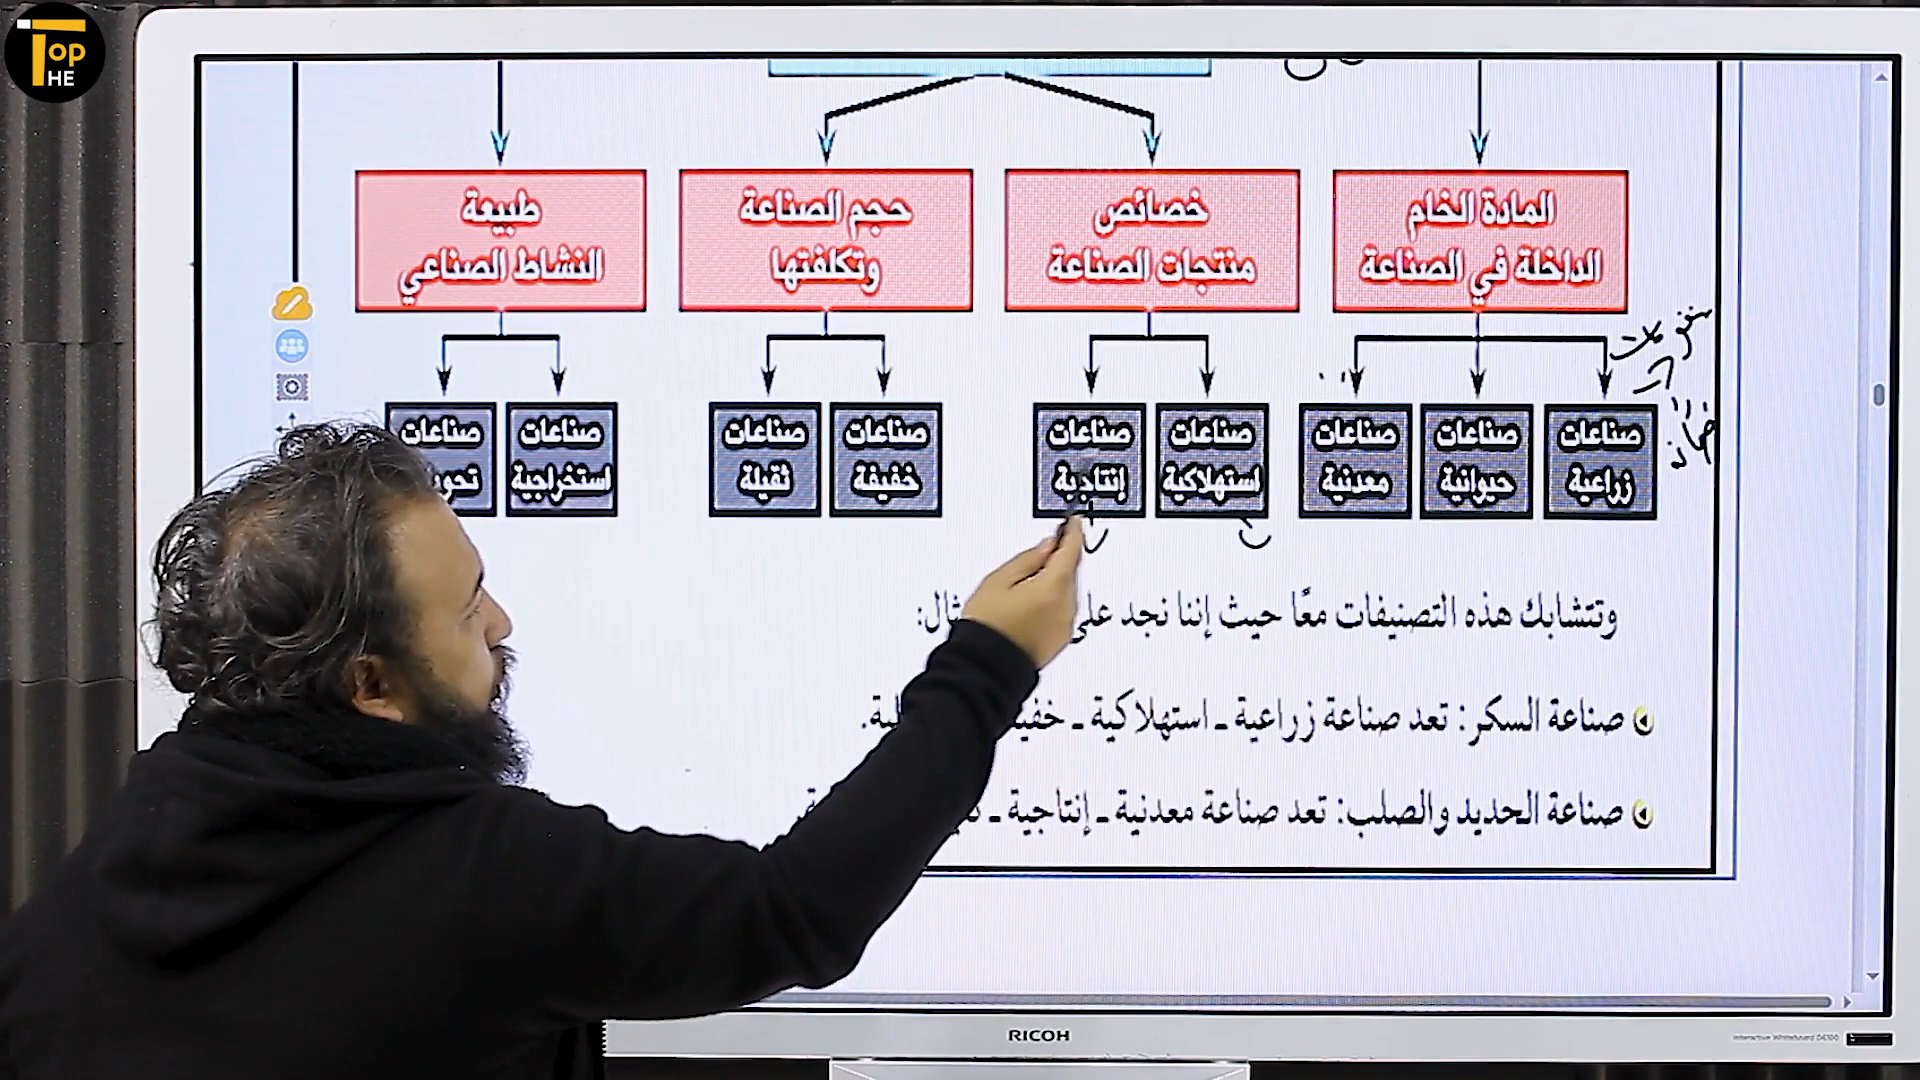 TOP
THE
المادة الخام
الداخلة في الصناعة
خصائص
منتجات الصناعة
حجم الصناعة
وتكلفتها
طبيعة
النشاط الصناعي
صناعات
زراعية
صناعات
حيوانية
صناعات
معدنية
صناعات
استهلاكية
صناعات
إنتاجية
صناعات
خفيفة
صناعات
ثقيلة
صناعات
استخراجية
صناعات
وتتشابك هذه التصنيفات معًا حيث إننا نجد على
صناعة السكر: تعد صناعة زراعية - استهلاكية -
صناعة الحديد والصلب: تعد صناعة معدنية - إنتاجية -
RICOH